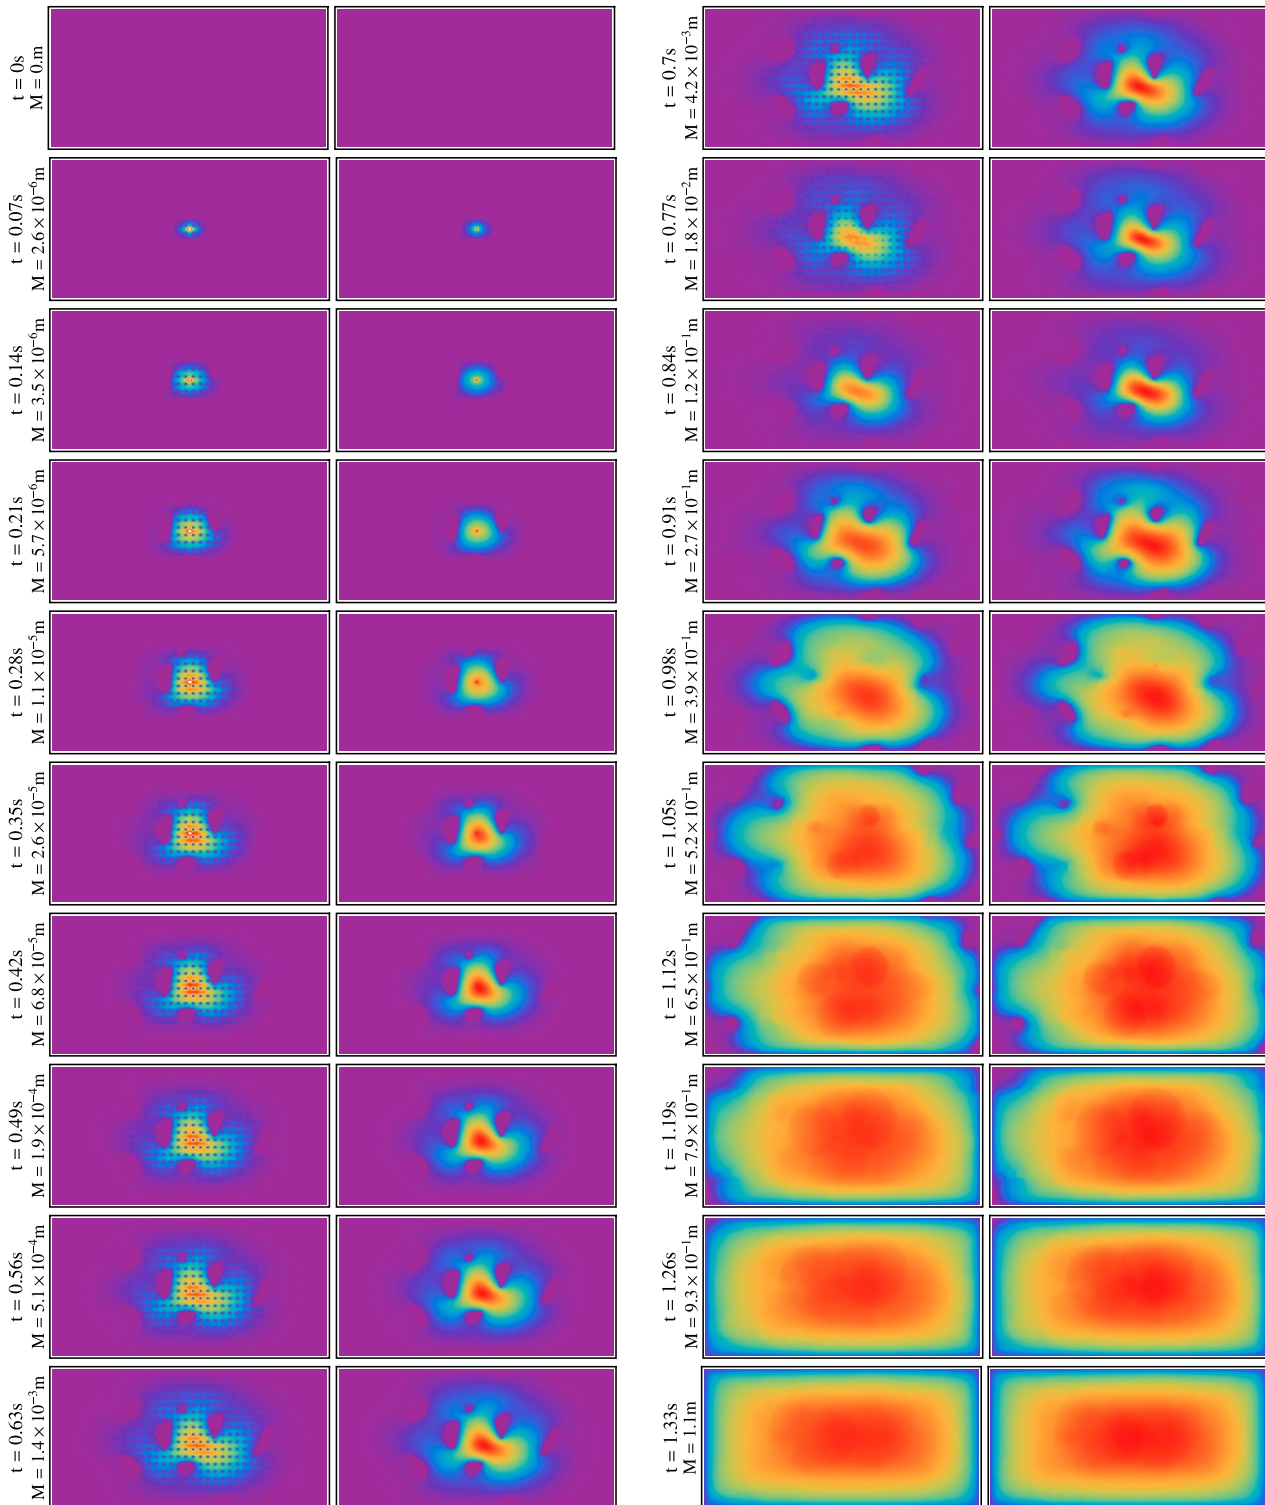 t = 0s
M = 0.m
t = 0.07s
M = 2.6×10⁻⁶m
t = 0.14s
M = 3.5×10⁻⁶m
t = 0.21s
M = 5.7×10⁻⁶m
t = 0.28s
M = 1.1×10⁻⁵m
t = 0.35s
M = 2.6×10⁻⁵m
t = 0.42s
M = 6.8×10⁻⁵m
t = 0.49s
M = 1.9×10⁻⁴m
t = 0.56s
M = 5.1×10⁻⁴m
t = 0.63s
M = 1.4×10⁻³m
t = 0.7s
M = 4.2×10⁻³m
t = 0.77s
M = 1.8×10⁻²m
t = 0.84s
M = 1.2×10⁻¹m
t = 0.91s
M = 2.7×10⁻¹m
t = 0.98s
M = 3.9×10⁻¹m
t = 1.05s
M = 5.2×10⁻¹m
t = 1.12s
M = 6.5×10⁻¹m
t = 1.19s
M = 7.9×10⁻¹m
t = 1.26s
M = 9.3×10⁻¹m
t = 1.33s
M = 1.1m